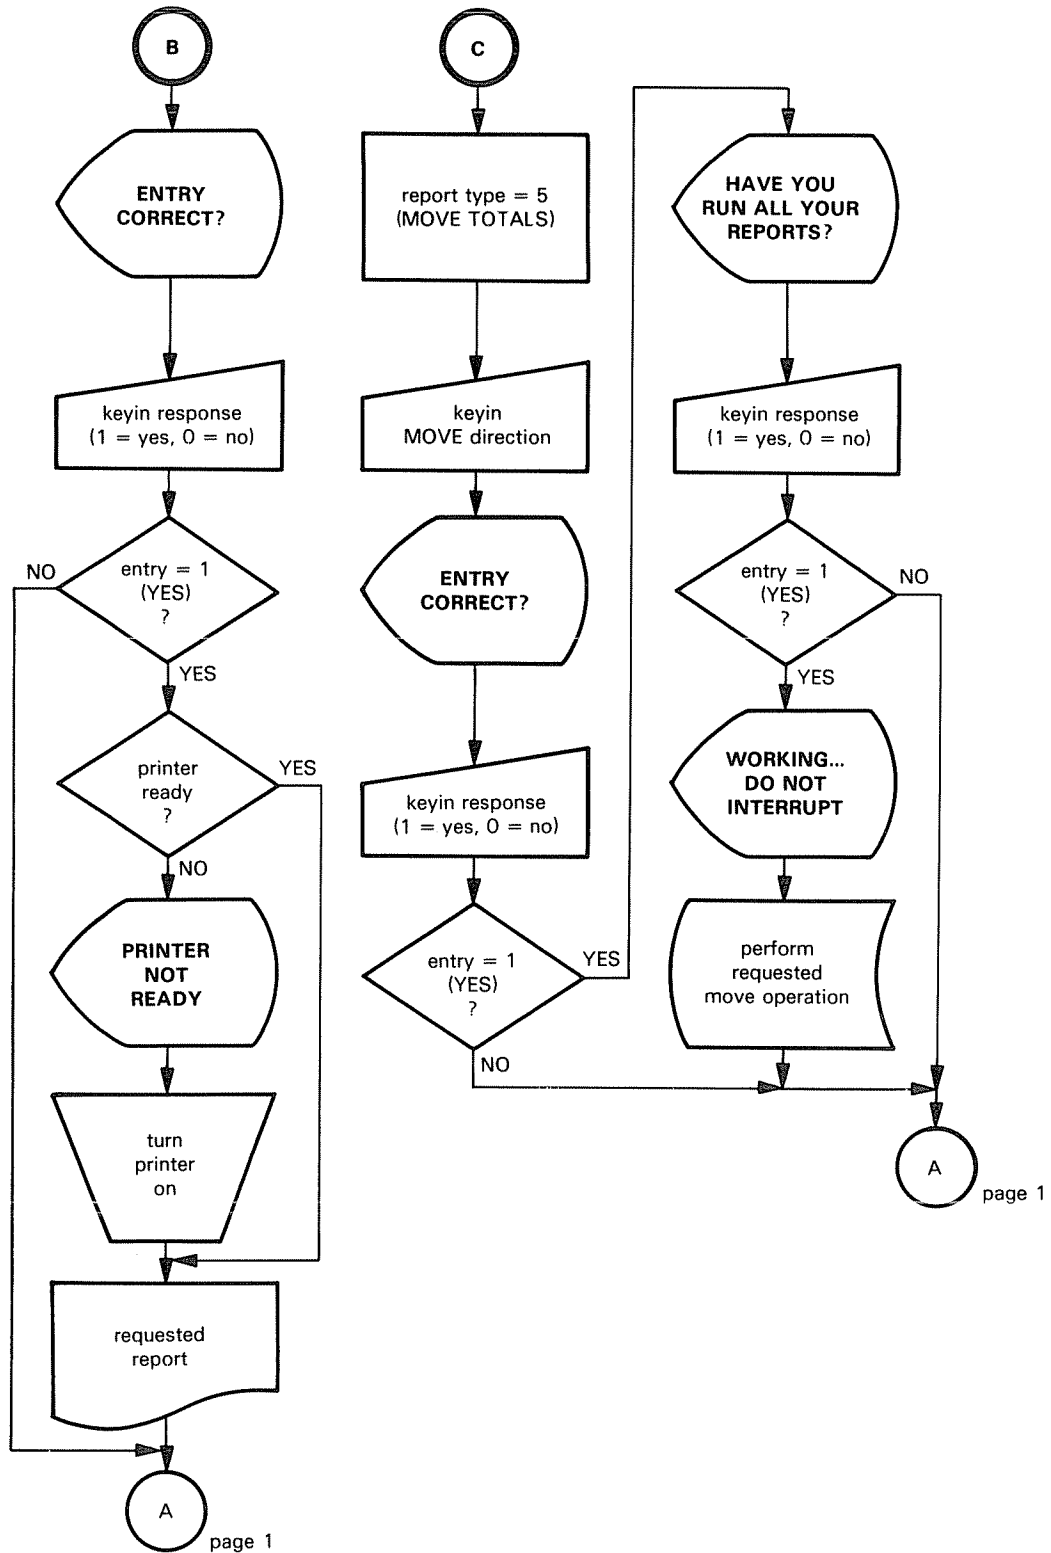 B
ENTRY
CORRECT?
keyin response
(1 = yes, 0 = no)
NO
entry = 1
(YES)
?
YES
printer
ready
?
YES
NO
PRINTER
NOT
READY
turn
printer
on
requested
report
A
page 1
C
report type = 5
(MOVE TOTALS)
keyin
MOVE direction
ENTRY
CORRECT?
keyin response
(1 = yes, 0 = no)
entry = 1
(YES)
?
YES
NO
HAVE YOU
RUN ALL YOUR
REPORTS?
keyin response
(1 = yes, 0 = no)
entry = 1
(YES)
?
NO
YES
WORKING...
DO NOT
INTERRUPT
perform
requested
move operation
A
page 1